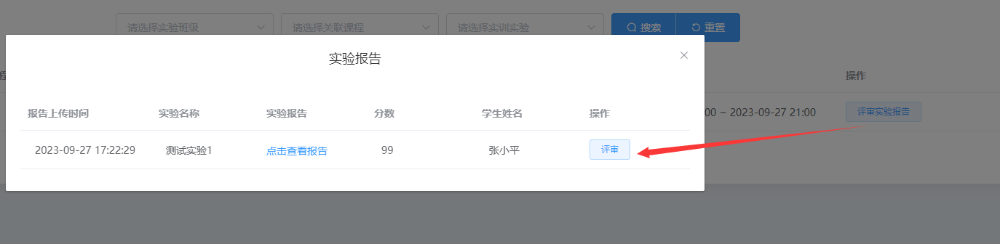 请选择实验班级 请选择关联课程 请选择实训实验 搜索 重置
实验报告
程 操作
报告上传时间 实验名称 实验报告 分数 学生姓名 操作
00 ~ 2023-09-27 21:00 评审实验报告
2023-09-27 17:22:29 测试实验1 点击查看报告 99 张小平 评审